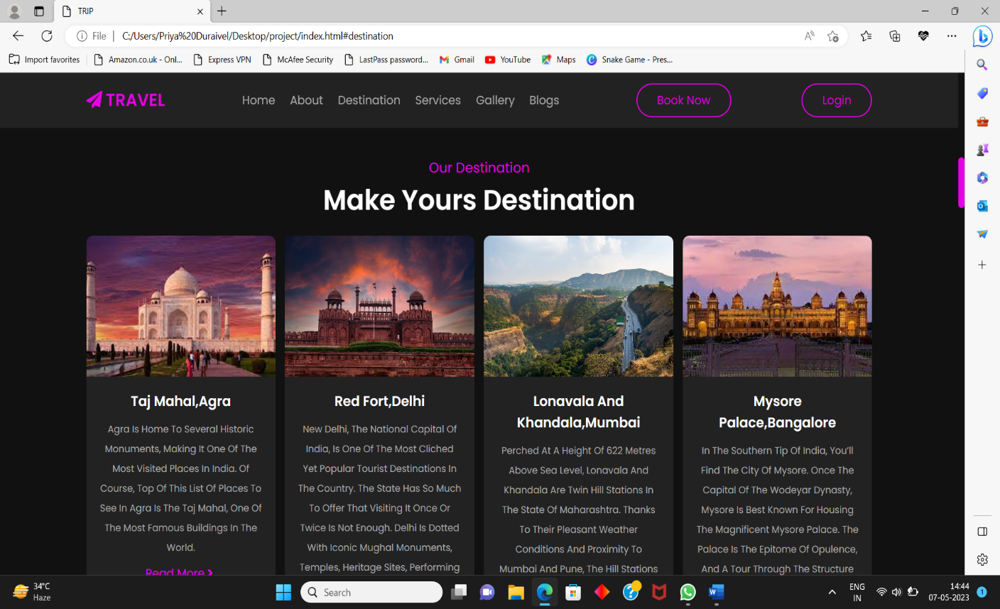 TRIP
File
C:/Users/Priya%20Duraivel/Desktop/project/index.html#destination
Import favorites
Amazon.co.uk - Onl...
Express VPN
McAfee Security
LastPass password...
Gmail
YouTube
Maps
Snake Game - Pres...
TRAVEL
Home
About
Destination
Services
Gallery
Blogs
Book Now
Login
Our Destination
Make Yours Destination
Taj Mahal,Agra
Agra Is Home To Several Historic
Monuments, Making It One Of The
Most Visited Places In India. Of
Course, Top Of This List Of Places To
See In Agra Is The Taj Mahal, One Of
The Most Famous Buildings In The
World.
Read More
Red Fort,Delhi
New Delhi, The National Capital Of
India, Is One Of The Most Cliched
Yet Popular Tourist Destinations In
The Country. The State Has So Much
To Offer That Visiting It Once Or
Twice Is Not Enough. Delhi Is Dotted
With Iconic Mughal Monuments,
Temples, Heritage Sites, Performing
Lonavala And
Khandala,Mumbai
Perched At A Height Of 622 Metres
Above Sea Level, Lonavala And
Khandala Are Twin Hill Stations In
The State Of Maharashtra. Thanks
To Their Pleasant Weather
Conditions And Proximity To
Mumbai And Pune, The Hill Stations
Mysore
Palace,Bangalore
In The Southern Tip Of India, You'll
Find The City Of Mysore. Once The
Capital Of The Wodeyar Dynasty,
Mysore Is Best Known For Housing
The Magnificent Mysore Palace. The
Palace Is The Epitome Of Opulence,
And A Tour Through The Structure
34°C
Haze
Search
ENG
IN
14:44
07-05-2023
1